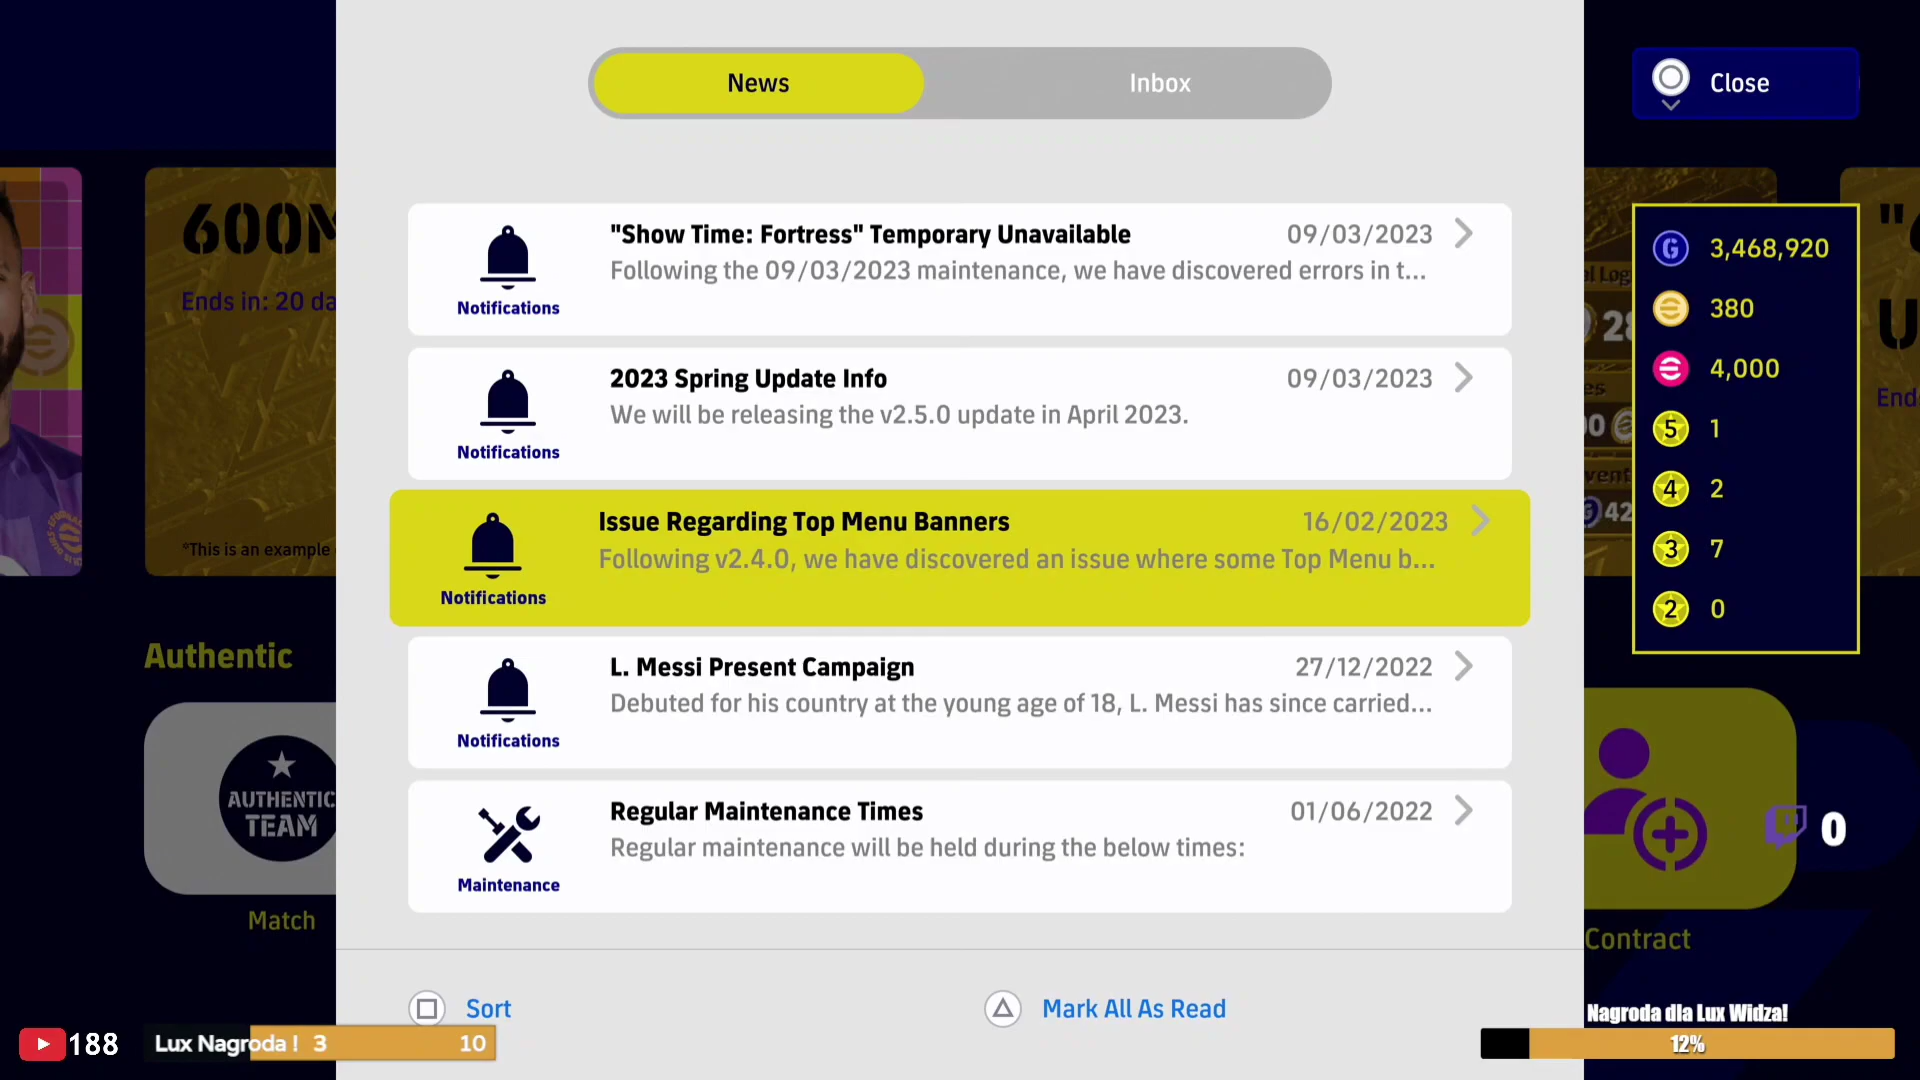 News
Inbox
Close
"Show Time: Fortress" Temporary Unavailable
09/03/2023
Following the 09/03/2023 maintenance, we have discovered errors in t...
Notifications
2023 Spring Update Info
09/03/2023
We will be releasing the v2.5.0 update in April 2023.
Notifications
Issue Regarding Top Menu Banners
16/02/2023
Following v2.4.0, we have discovered an issue where some Top Menu b...
Notifications
L. Messi Present Campaign
27/12/2022
Debuted for his country at the young age of 18, L. Messi has since carried...
Notifications
Regular Maintenance Times
01/06/2022
Regular maintenance will be held during the below times:
Maintenance
Sort
Mark All As Read
G 3,468,920
380
4,000
5 1
4 2
3 7
2 0
600M
Ends in: 20 da
*This is an example
Authentic
AUTHENTIC
TEAM
Match
Contract
End
0
188
Lux Nagroda ! 3 10
Nagroda dla Lux Widza!
12%